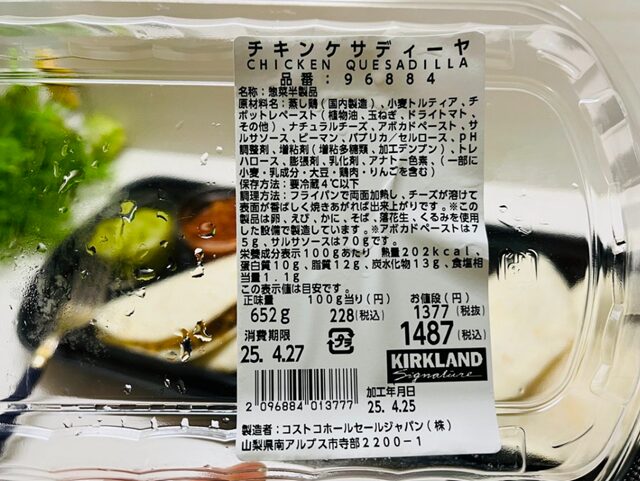 チキンケサディーヤ
CHICKEN QUESADILLA
品番：96884
名称：惣菜半製品
原材料名：蒸し鶏(国内製造)、小麦トルティア、チ
ポットレペースト(植物油、玉ねぎ、ドライトマト、
その他)、ナチュラルチーズ、アボカドペースト、サ
ルサソース、ピーマン、パプリカ/セルロース、pH
調整剤、増粘剤(増粘多糖類、加工デンプン)、トレ
ハロース、膨張剤、乳化剤、アナトー色素、(一部に
小麦・乳成分・大豆・鶏肉・りんごを含む)
保存方法：要冷蔵4℃以下
調理方法：フライパンで両面加熱し、チーズが溶けて
表面が香ばしく焼きあがれば出来上がりです。※この
製品は卵、えび、かに、そば、落花生、くるみを使用
した設備で製造しています。※アボカドペーストは7
5g、サルサソースは70gです。
栄養成分表示100gあたり 熱量202kcal、
蛋白質10g、脂質12g、炭水化物13g、食塩相
当量1.1g
この表示値は目安です。
正味量 100g当り(円) お値段(円)
652g 228(税込) 1377(税抜)
1487(税込)
消費期限
25.4.27
プラ
KIRKLAND
Signature
2 096884 013777
加工年月日
25.4.25
製造者：コストコホールセールジャパン(株)
山梨県南アルプス市寺部2200-1